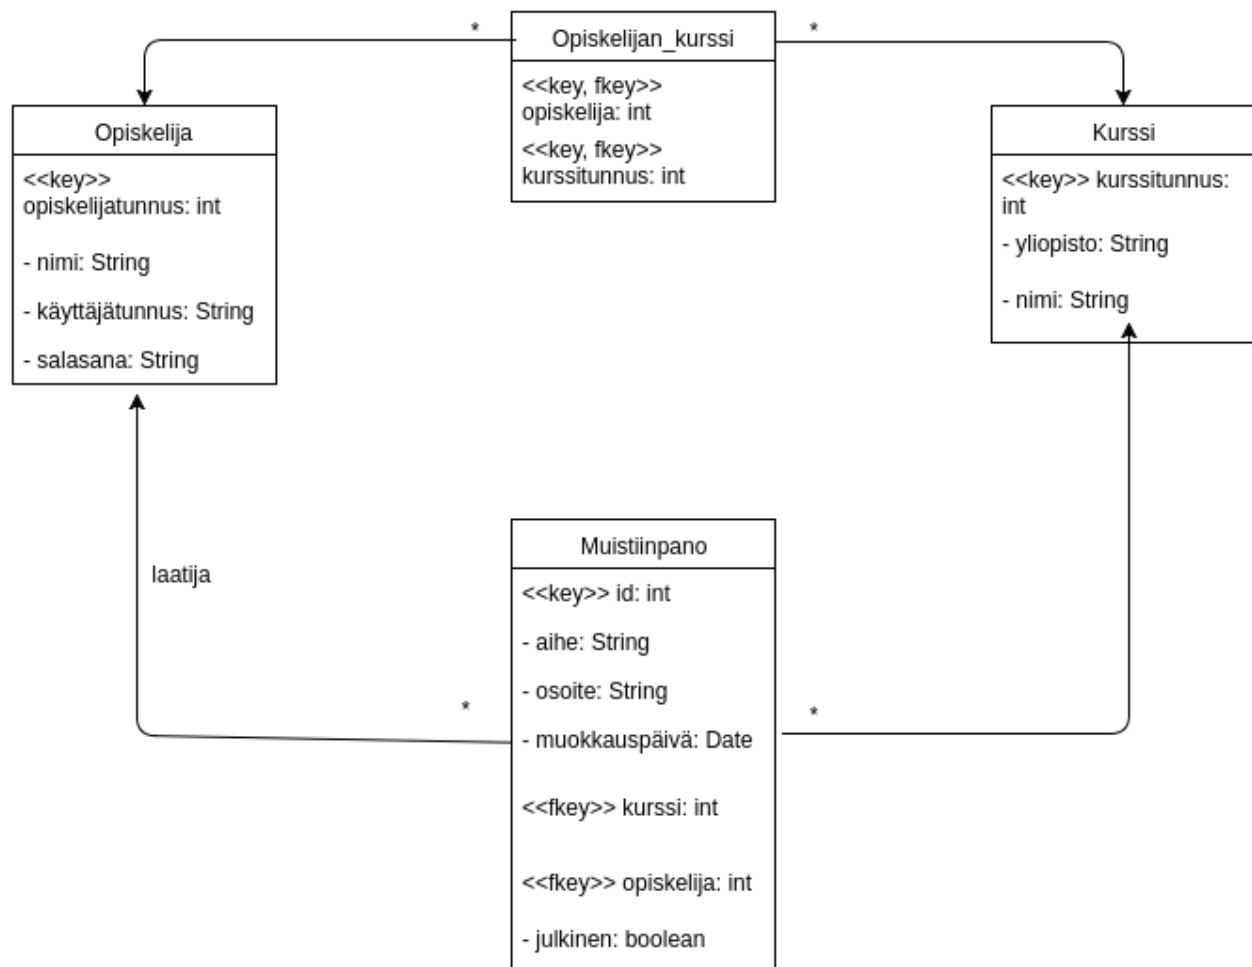 *
Opiskelijan_kurssi
*
<<key, fkey>>
opiskelija: int
<<key, fkey>>
kurssitunnus: int
Opiskelija
<<key>>
opiskelijatunnus: int
- nimi: String
- käyttäjätunnus: String
- salasana: String
Kurssi
<<key>> kurssitunnus:
int
- yliopisto: String
- nimi: String
laatija
*
Muistiinpano
<<key>> id: int
- aihe: String
- osoite: String
- muokkauspäivä: Date
<<fkey>> kurssi: int
<<fkey>> opiskelija: int
- julkinen: boolean
*